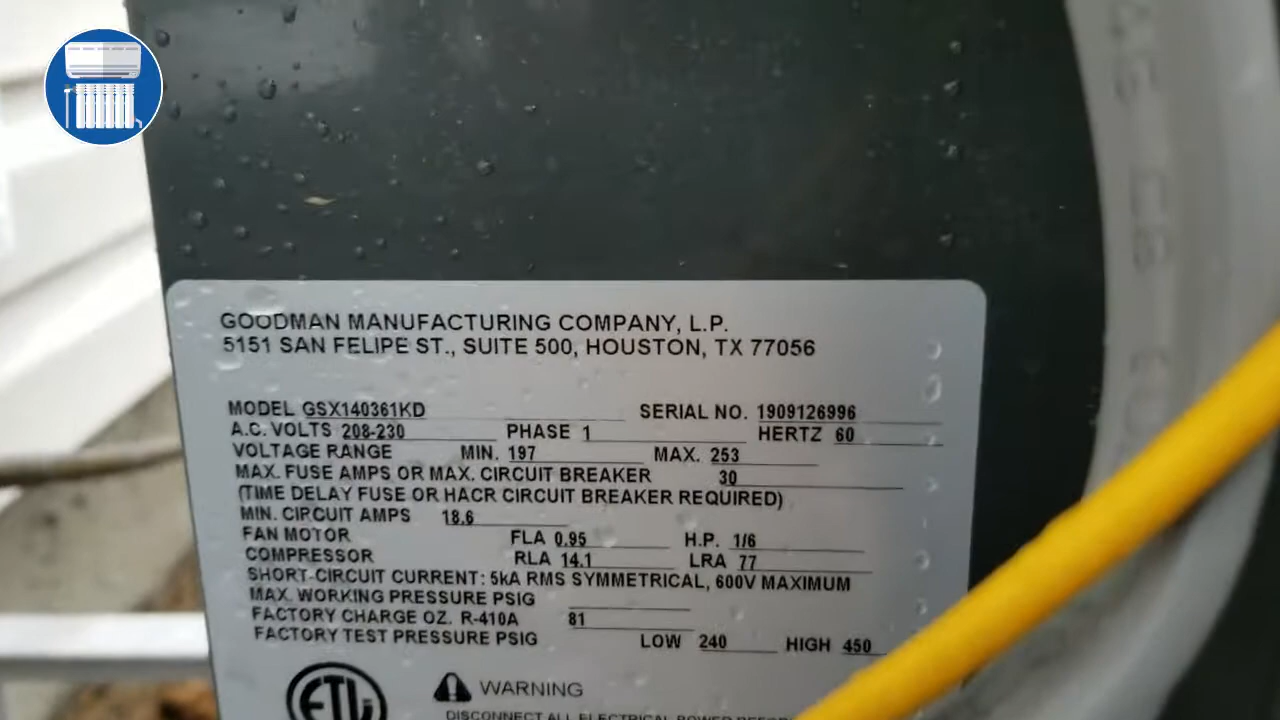 GOODMAN MANUFACTURING COMPANY, L.P.
5151 SAN FELIPE ST., SUITE 500, HOUSTON, TX 77056
MODEL GSX140361KD SERIAL NO. 1909126996
A.C. VOLTS 208-230 PHASE 1 HERTZ 60
VOLTAGE RANGE MIN. 197 MAX. 253
MAX. FUSE AMPS OR MAX. CIRCUIT BREAKER 30
(TIME DELAY FUSE OR HACR CIRCUIT BREAKER REQUIRED)
MIN. CIRCUIT AMPS 18.6
FAN MOTOR FLA 0.95 H.P. 1/6
COMPRESSOR RLA 14.1 LRA 77
SHORT-CIRCUIT CURRENT: 5kA RMS SYMMETRICAL, 600V MAXIMUM
MAX. WORKING PRESSURE PSIG
FACTORY CHARGE OZ. R-410A 81
FACTORY TEST PRESSURE PSIG LOW 240 HIGH 450
ETL
WARNING
DISCONNECT ALL ELECTRICAL POWER